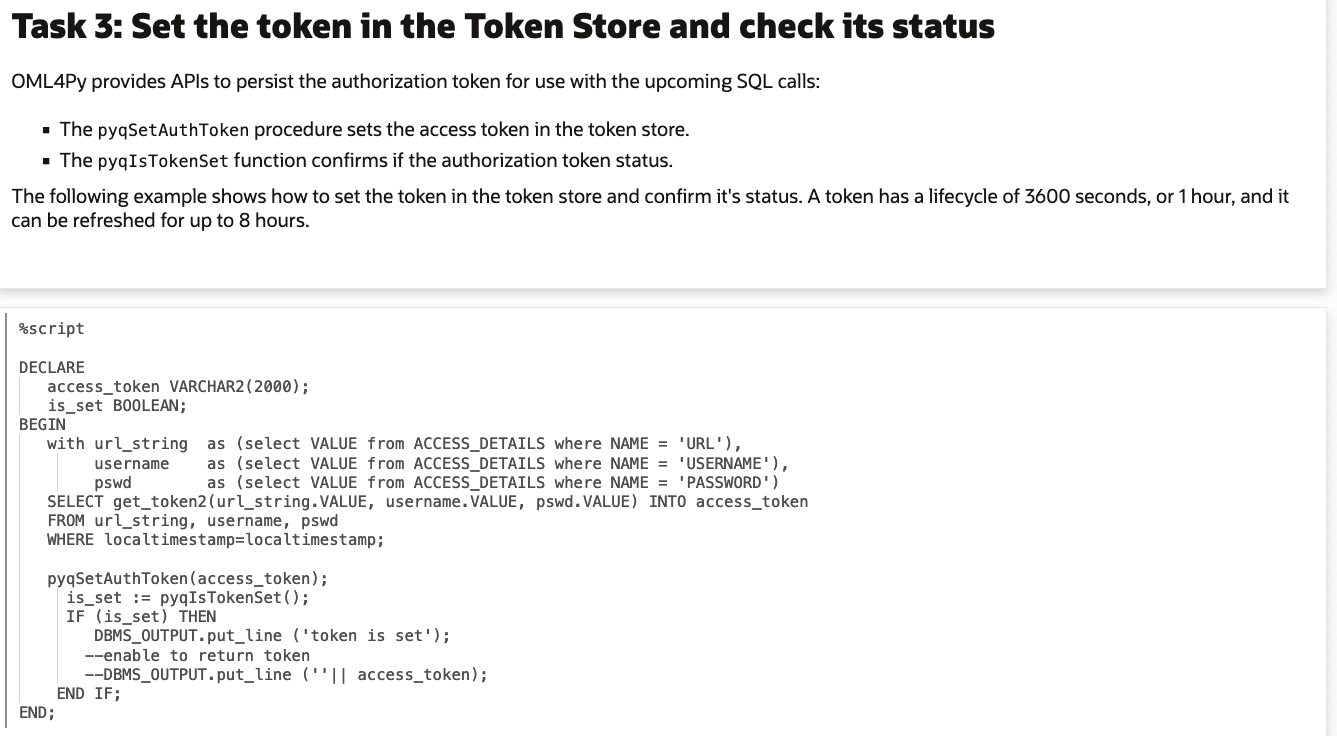 Task 3: Set the token in the Token Store and check its status
OML4Py provides APIs to persist the authorization token for use with the upcoming SQL calls:
▪ The pyqSetAuthToken procedure sets the access token in the token store.
▪ The pyqIsTokenSet function confirms if the authorization token status.
The following example shows how to set the token in the token store and confirm it's status. A token has a lifecycle of 3600 seconds, or 1 hour, and it
can be refreshed for up to 8 hours.
%script
DECLARE
   access_token VARCHAR2(2000);
   is_set BOOLEAN;
BEGIN
   with url_string  as (select VALUE from ACCESS_DETAILS where NAME = 'URL'),
        username    as (select VALUE from ACCESS_DETAILS where NAME = 'USERNAME'),
        pswd        as (select VALUE from ACCESS_DETAILS where NAME = 'PASSWORD')
   SELECT get_token2(url_string.VALUE, username.VALUE, pswd.VALUE) INTO access_token
   FROM url_string, username, pswd
   WHERE localtimestamp=localtimestamp;
   pyqSetAuthToken(access_token);
     is_set := pyqIsTokenSet();
     IF (is_set) THEN
        DBMS_OUTPUT.put_line ('token is set');
       --enable to return token
       --DBMS_OUTPUT.put_line (''|| access_token);
    END IF;
END;